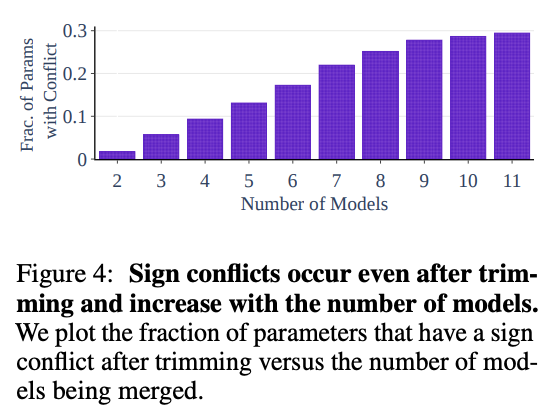 Frac. of Params
with Conflict
0.3
0.2
0.1
0
2 3 4 5 6 7 8 9 10 11
Number of Models
Figure 4: Sign conflicts occur even after trim-
ming and increase with the number of models.
We plot the fraction of parameters that have a sign
conflict after trimming versus the number of mod-
els being merged.